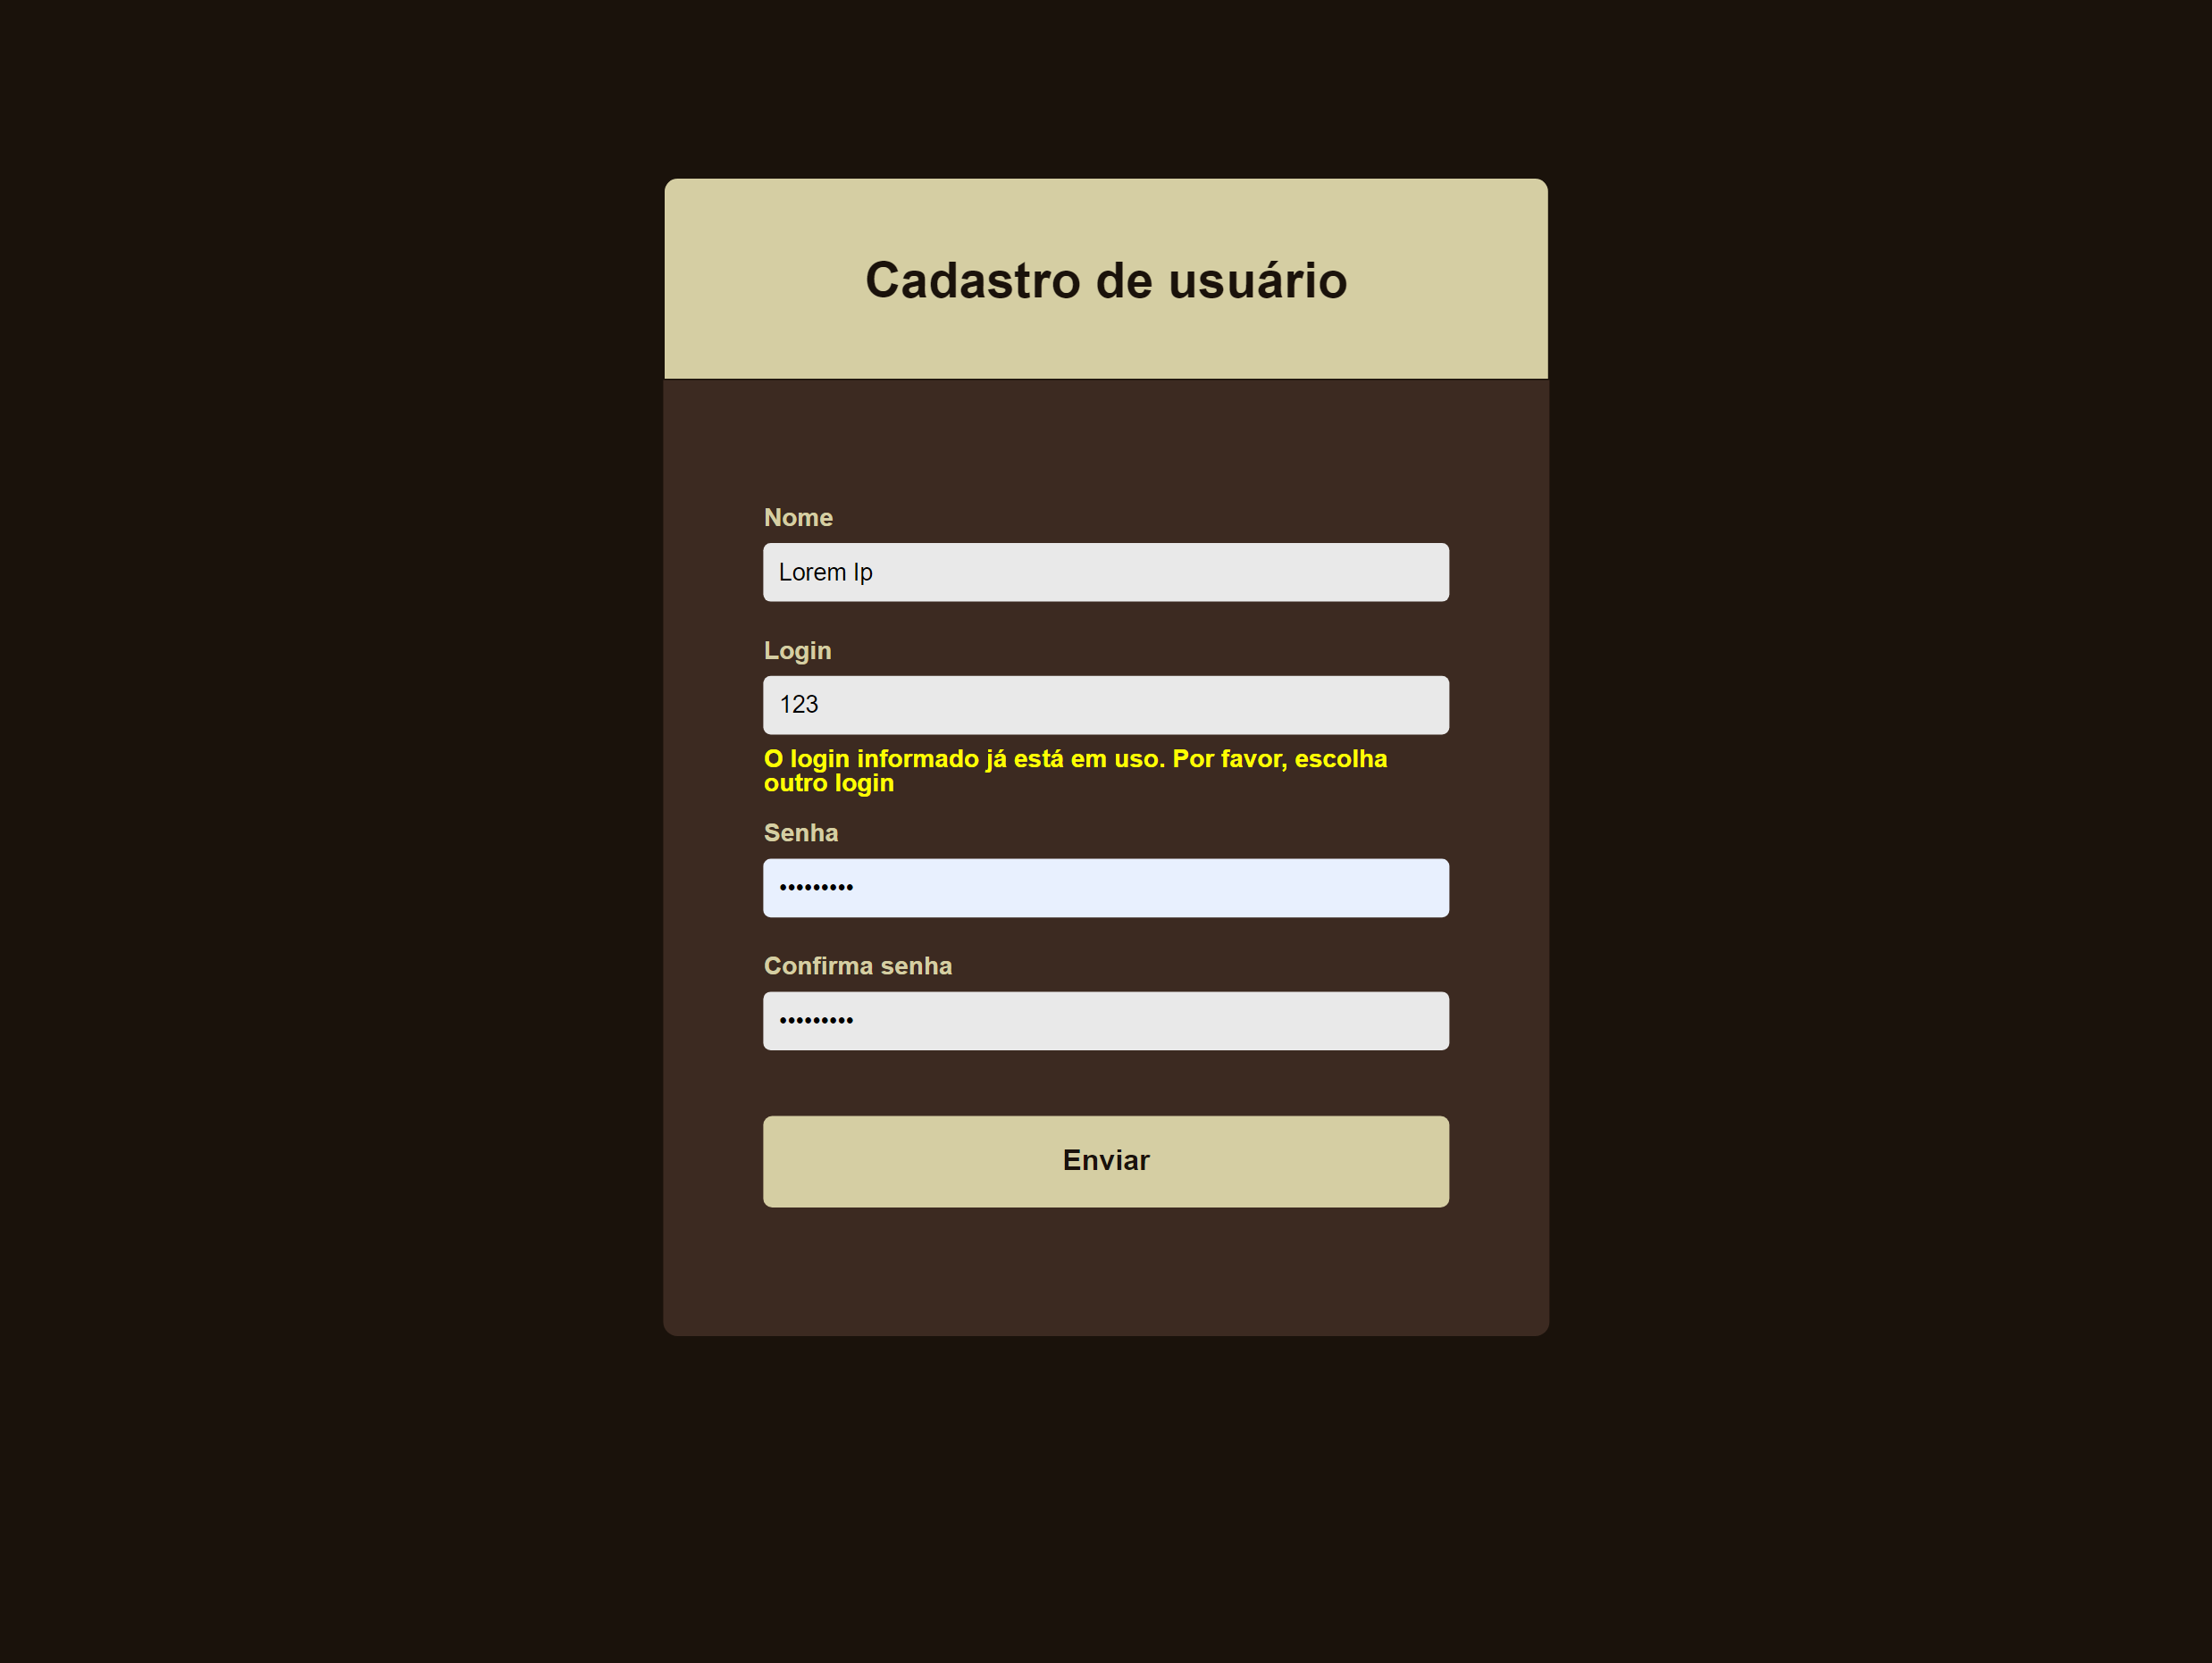 Cadastro de usuário
Nome
Lorem Ip
Login
123
O login informado já está em uso. Por favor, escolha
outro login
Senha
•••••••••
Confirma senha
•••••••••
Enviar